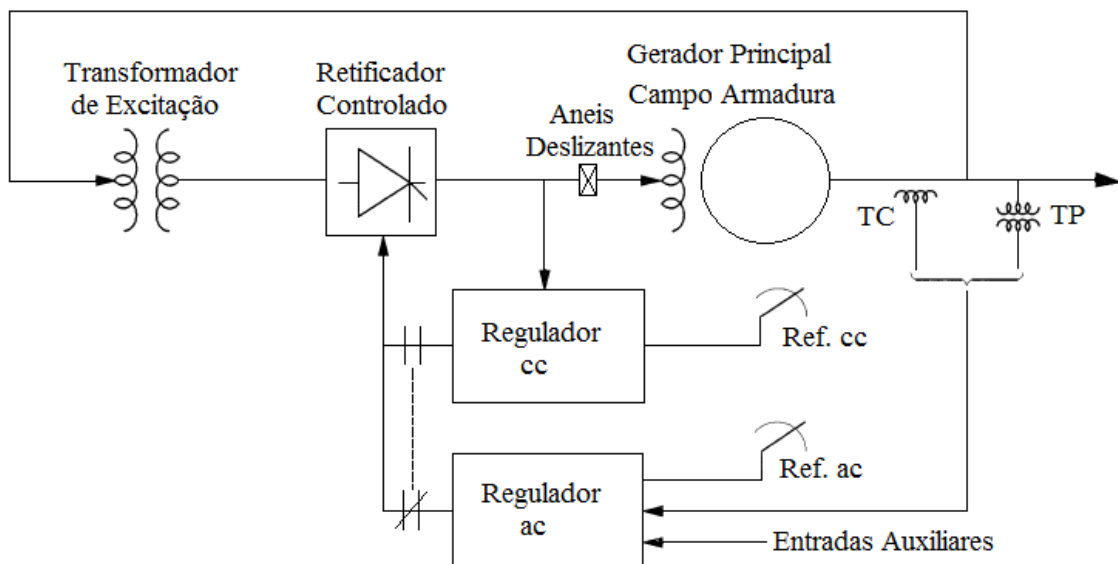 Transformador
de Excitação
Retificador
Controlado
Aneis
Deslizantes
Gerador Principal
Campo Armadura
TC
TP
Regulador
cc
Ref. cc
Regulador
ac
Ref. ac
Entradas Auxiliares